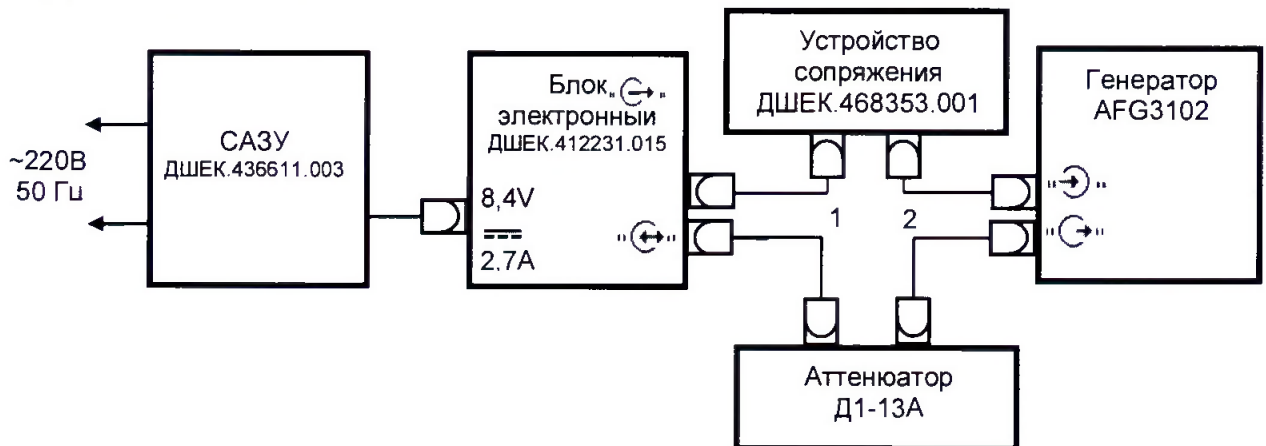 ~220В
50 Гц
САЗУ
ДШЕК.436611.003
Блок
электронный
ДШЕК.412231.015
8,4V
2,7A
Устройство
сопряжения
ДШЕК.468353.001
1
2
Генератор
AFG3102
Аттенюатор
Д1-13А